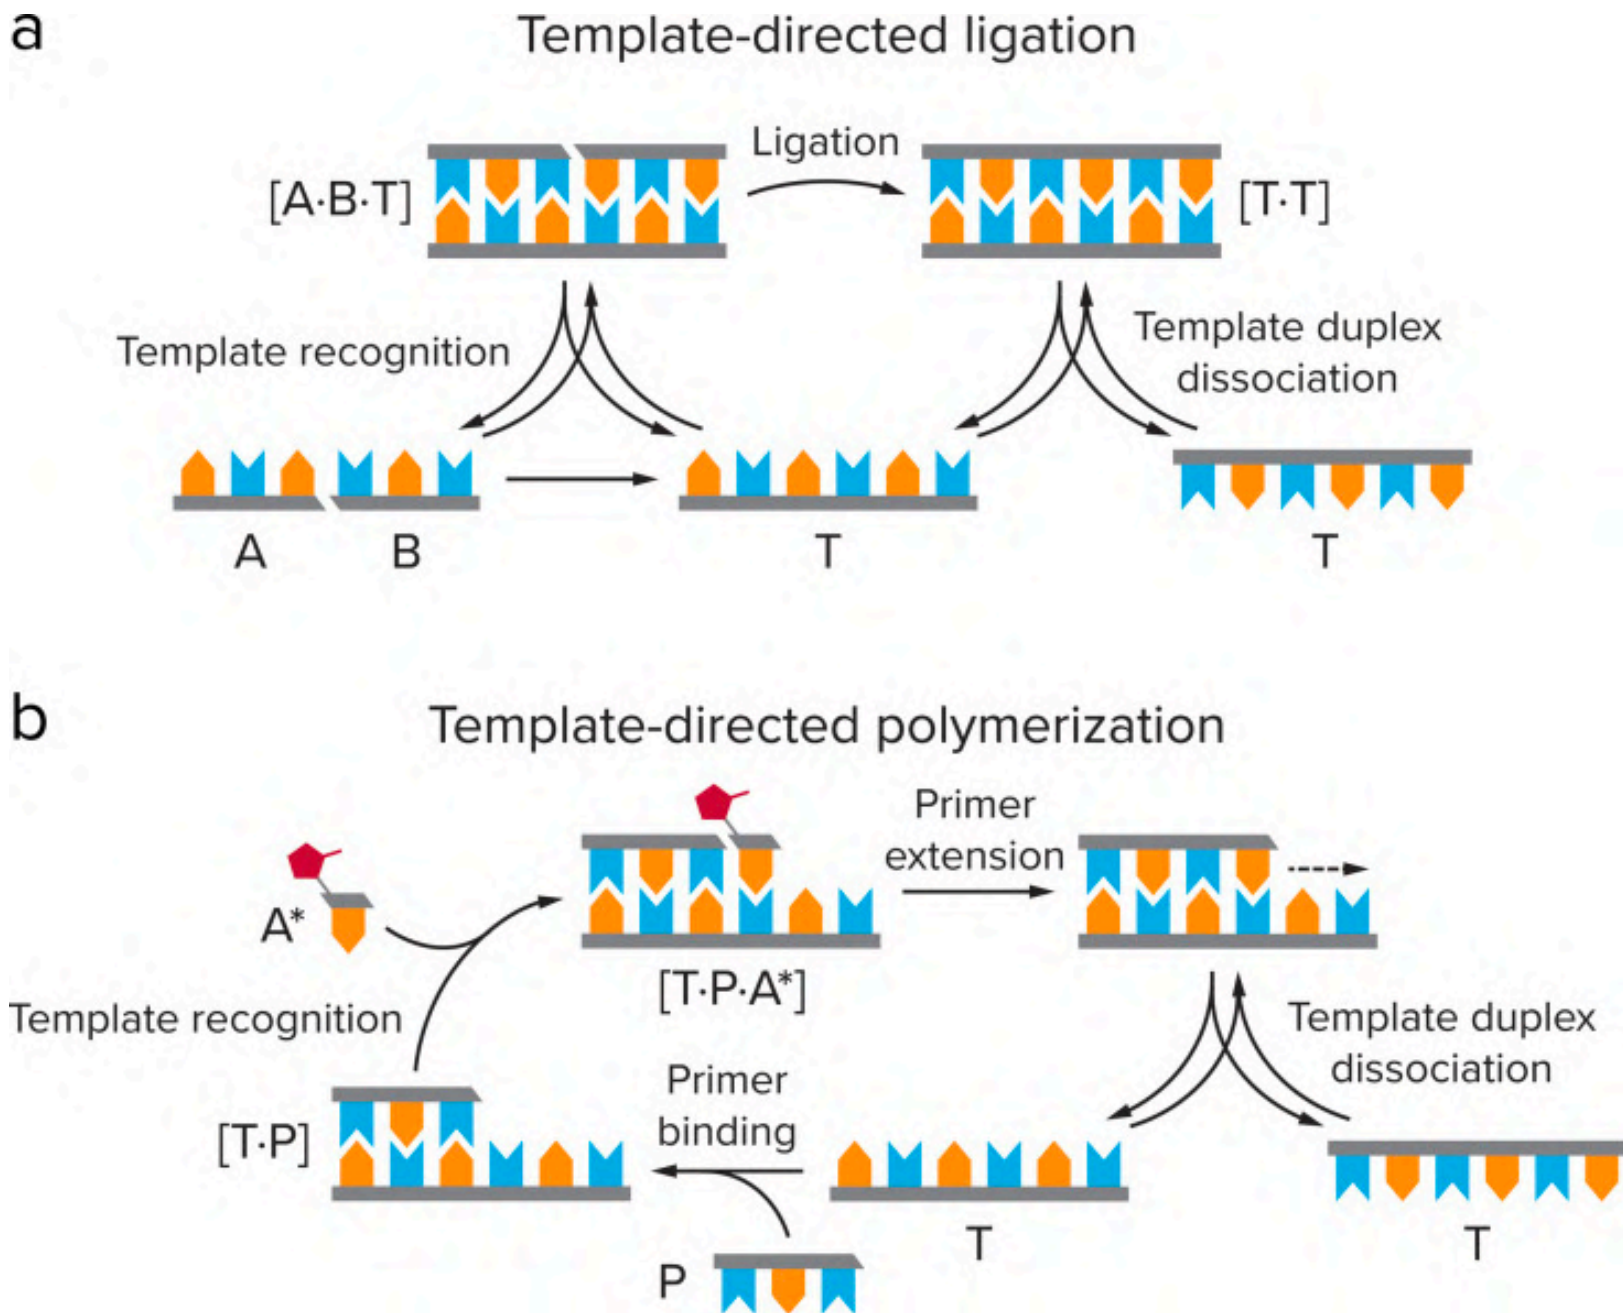 a
Template-directed ligation
Ligation
[A·B·T]
[T·T]
Template recognition
Template duplex
dissociation
A
B
T
T
b
Template-directed polymerization
Primer
extension
A*
[T·P·A*]
Template recognition
Template duplex
dissociation
Primer
binding
[T·P]
T
T
P